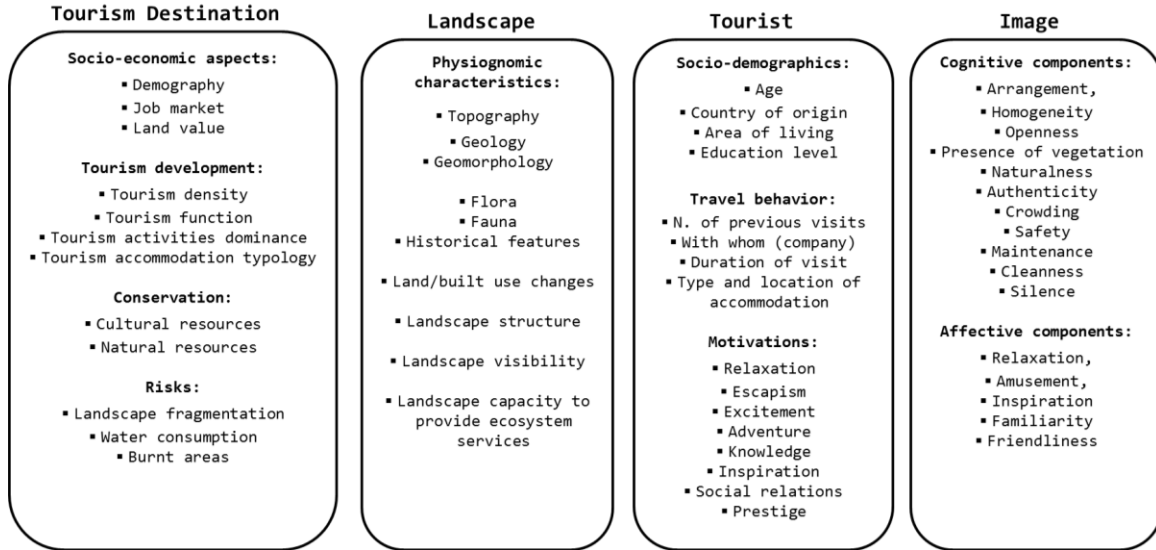 Tourism Destination
Socio-economic aspects:
▪ Demography
▪ Job market
▪ Land value
Tourism development:
▪ Tourism density
▪ Tourism function
▪ Tourism activities dominance
▪ Tourism accommodation typology
Conservation:
▪ Cultural resources
▪ Natural resources
Risks:
▪ Landscape fragmentation
▪ Water consumption
▪ Burnt areas
Landscape
Physiognomic
characteristics:
▪ Topography
▪ Geology
▪ Geomorphology
▪ Flora
▪ Fauna
▪ Historical features
▪ Land/built use changes
▪ Landscape structure
▪ Landscape visibility
▪ Landscape capacity to
provide ecosystem
services
Tourist
Socio-demographics:
▪ Age
▪ Country of origin
▪ Area of living
▪ Education level
Travel behavior:
▪ N. of previous visits
▪ With whom (company)
▪ Duration of visit
▪ Type and location of
accommodation
Motivations:
▪ Relaxation
▪ Escapism
▪ Excitement
▪ Adventure
▪ Knowledge
▪ Inspiration
▪ Social relations
▪ Prestige
Image
Cognitive components:
▪ Arrangement,
▪ Homogeneity
▪ Openness
▪ Presence of vegetation
▪ Naturalness
▪ Authenticity
▪ Crowding
▪ Safety
▪ Maintenance
▪ Cleanness
▪ Silence
Affective components:
▪ Relaxation,
▪ Amusement,
▪ Inspiration
▪ Familiarity
▪ Friendliness